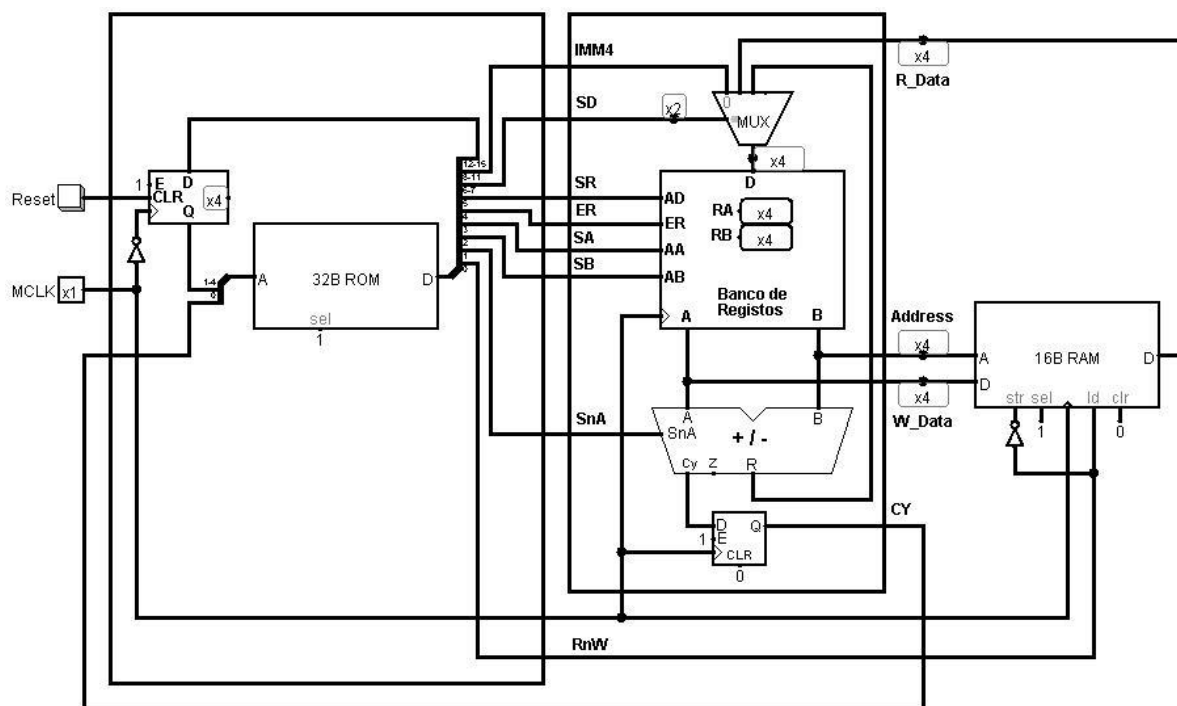 IMM4
x4
R_Data
SD
x2
0
MUX
12-15
8-11
6-7
5
4
3
2
1
0
x4
1
E
D
Reset
CLR
x4
Q
SR
ER
SA
SB
D
AD
ER
AA
AB
RA
x4
RB
x4
Banco de
Registos
A
B
A
32B ROM
D
sel
1
MCLK
x1
1-4
0
Address
x4
A
16B RAM
D
D
str
sel
ld
clr
1
0
x4
W_Data
SnA
A
B
SnA
+ / -
Cy
Z
R
CY
D
Q
1
E
CLR
0
RnW